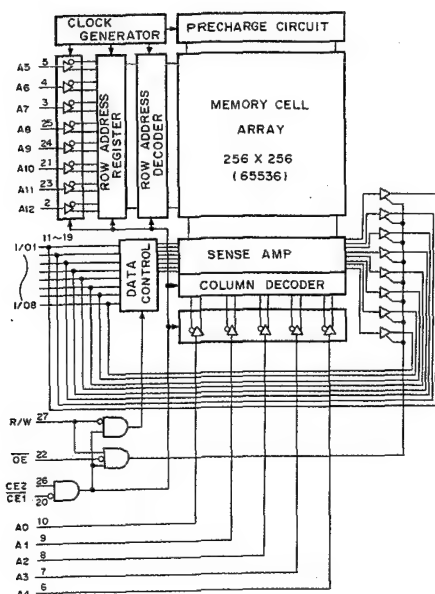 CLOCK GENERATOR
PRECHARGE CIRCUIT
A5 5
A6 4
A7 3
A8 25
A9 24
A10 21
A11 23
A12 2
ROW ADDRESS REGISTER
ROW ADDRESS DECODER
MEMORY CELL
ARRAY
256 X 256
(65536)
I/O1 11~19
I/O8
DATA CONTROL
SENSE AMP
COLUMN DECODER
R/W 27
OE 22
CE2 26
CE1 20
A0 10
A1 9
A2 8
A3 7
A4 6